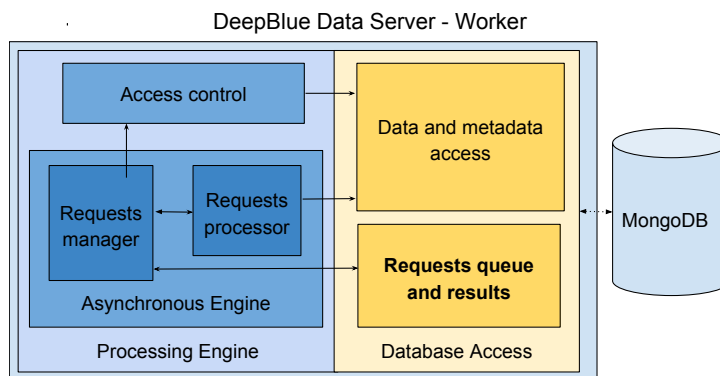 DeepBlue Data Server - Worker
Access control
Data and metadata
access
Requests
manager
Requests
processor
MongoDB
Requests queue
and results
Asynchronous Engine
Processing Engine
Database Access